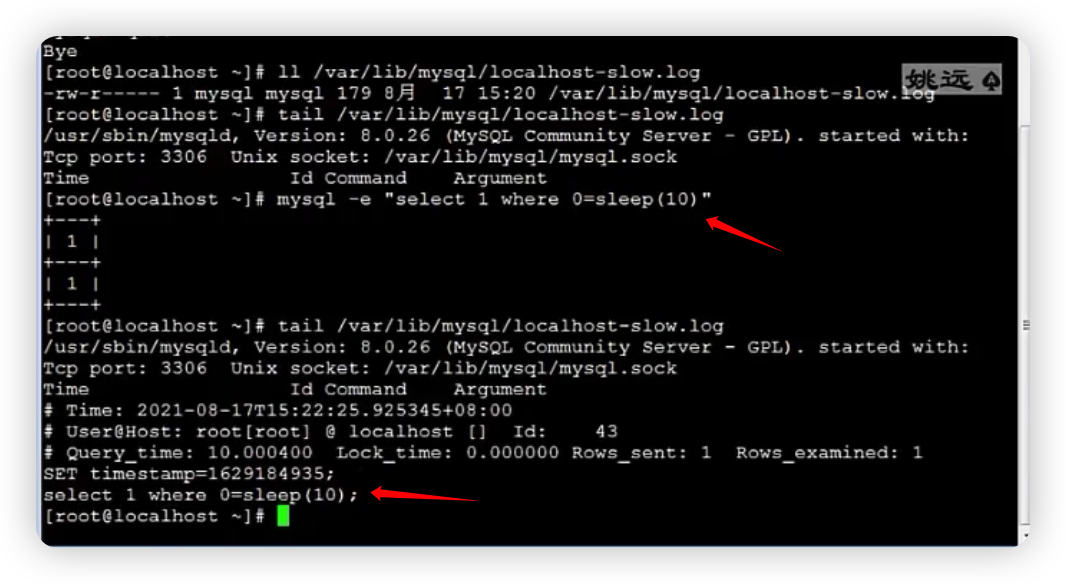 Bye
[root@localhost ~]# ll /var/lib/mysql/localhost-slow.log
-rw-r----- 1 mysql mysql 179 8月  17 15:20 /var/lib/mysql/localhost-slow.log
姚远
[root@localhost ~]# tail /var/lib/mysql/localhost-slow.log
/usr/sbin/mysqld, Version: 8.0.26 (MySQL Community Server - GPL). started with:
Tcp port: 3306  Unix socket: /var/lib/mysql/mysql.sock
Time                 Id Command    Argument
[root@localhost ~]# mysql -e "select 1 where 0=sleep(10)"
+---+
| 1 |
+---+
| 1 |
+---+
[root@localhost ~]# tail /var/lib/mysql/localhost-slow.log
/usr/sbin/mysqld, Version: 8.0.26 (MySQL Community Server - GPL). started with:
Tcp port: 3306  Unix socket: /var/lib/mysql/mysql.sock
Time                 Id Command    Argument
# Time: 2021-08-17T15:22:25.925345+08:00
# User@Host: root[root] @ localhost []  Id:    43
# Query_time: 10.000400  Lock_time: 0.000000 Rows_sent: 1  Rows_examined: 1
SET timestamp=1629184935;
select 1 where 0=sleep(10);
[root@localhost ~]#